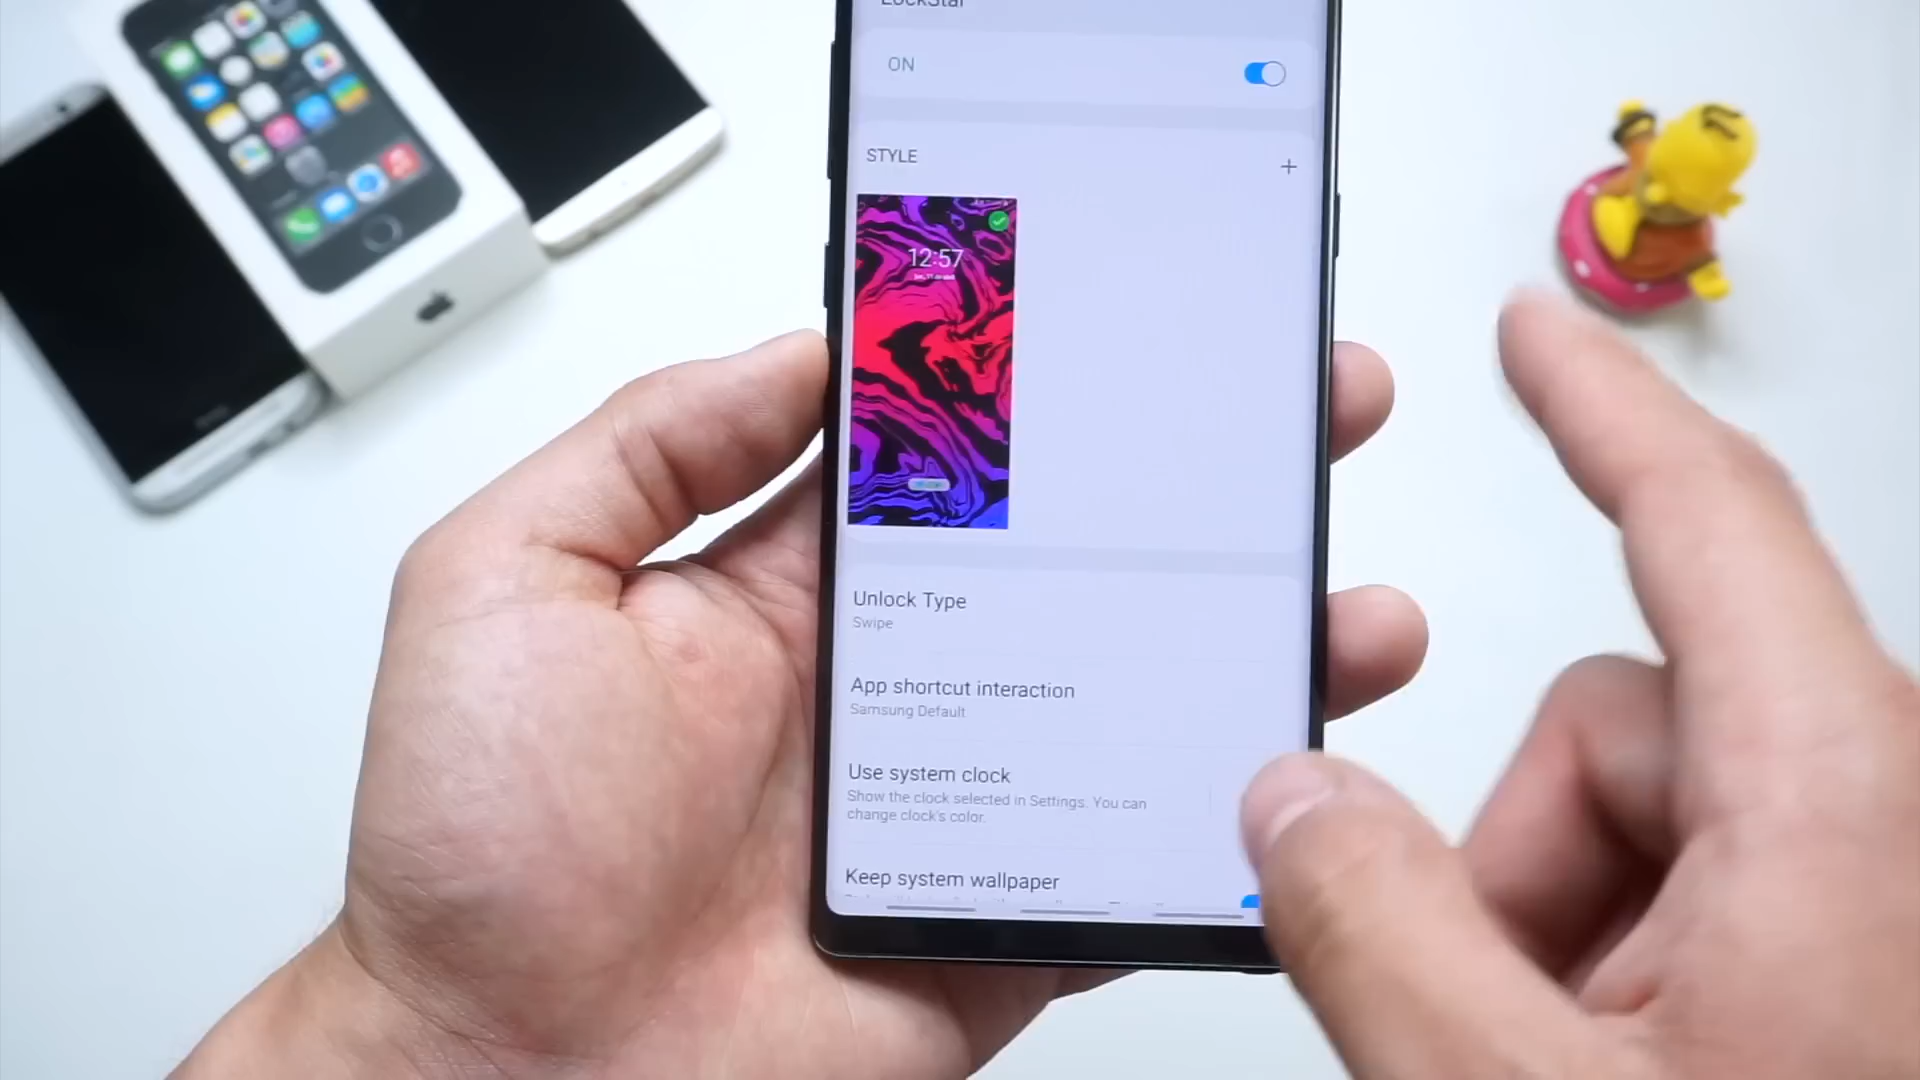 LockStar
ON
STYLE
+
12:57
Unlock Type
Swipe
App shortcut interaction
Samsung Default
Use system clock
Show the clock selected in Settings. You can
change clock's color.
Keep system wallpaper